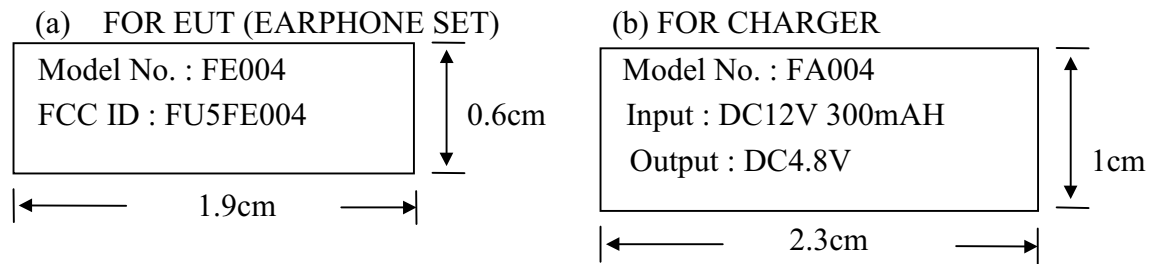 (a) FOR EUT (EARPHONE SET)
Model No. : FE004
FCC ID : FU5FE004
0.6cm
1.9cm
(b) FOR CHARGER
Model No. : FA004
Input : DC12V 300mAH
Output : DC4.8V
1cm
2.3cm